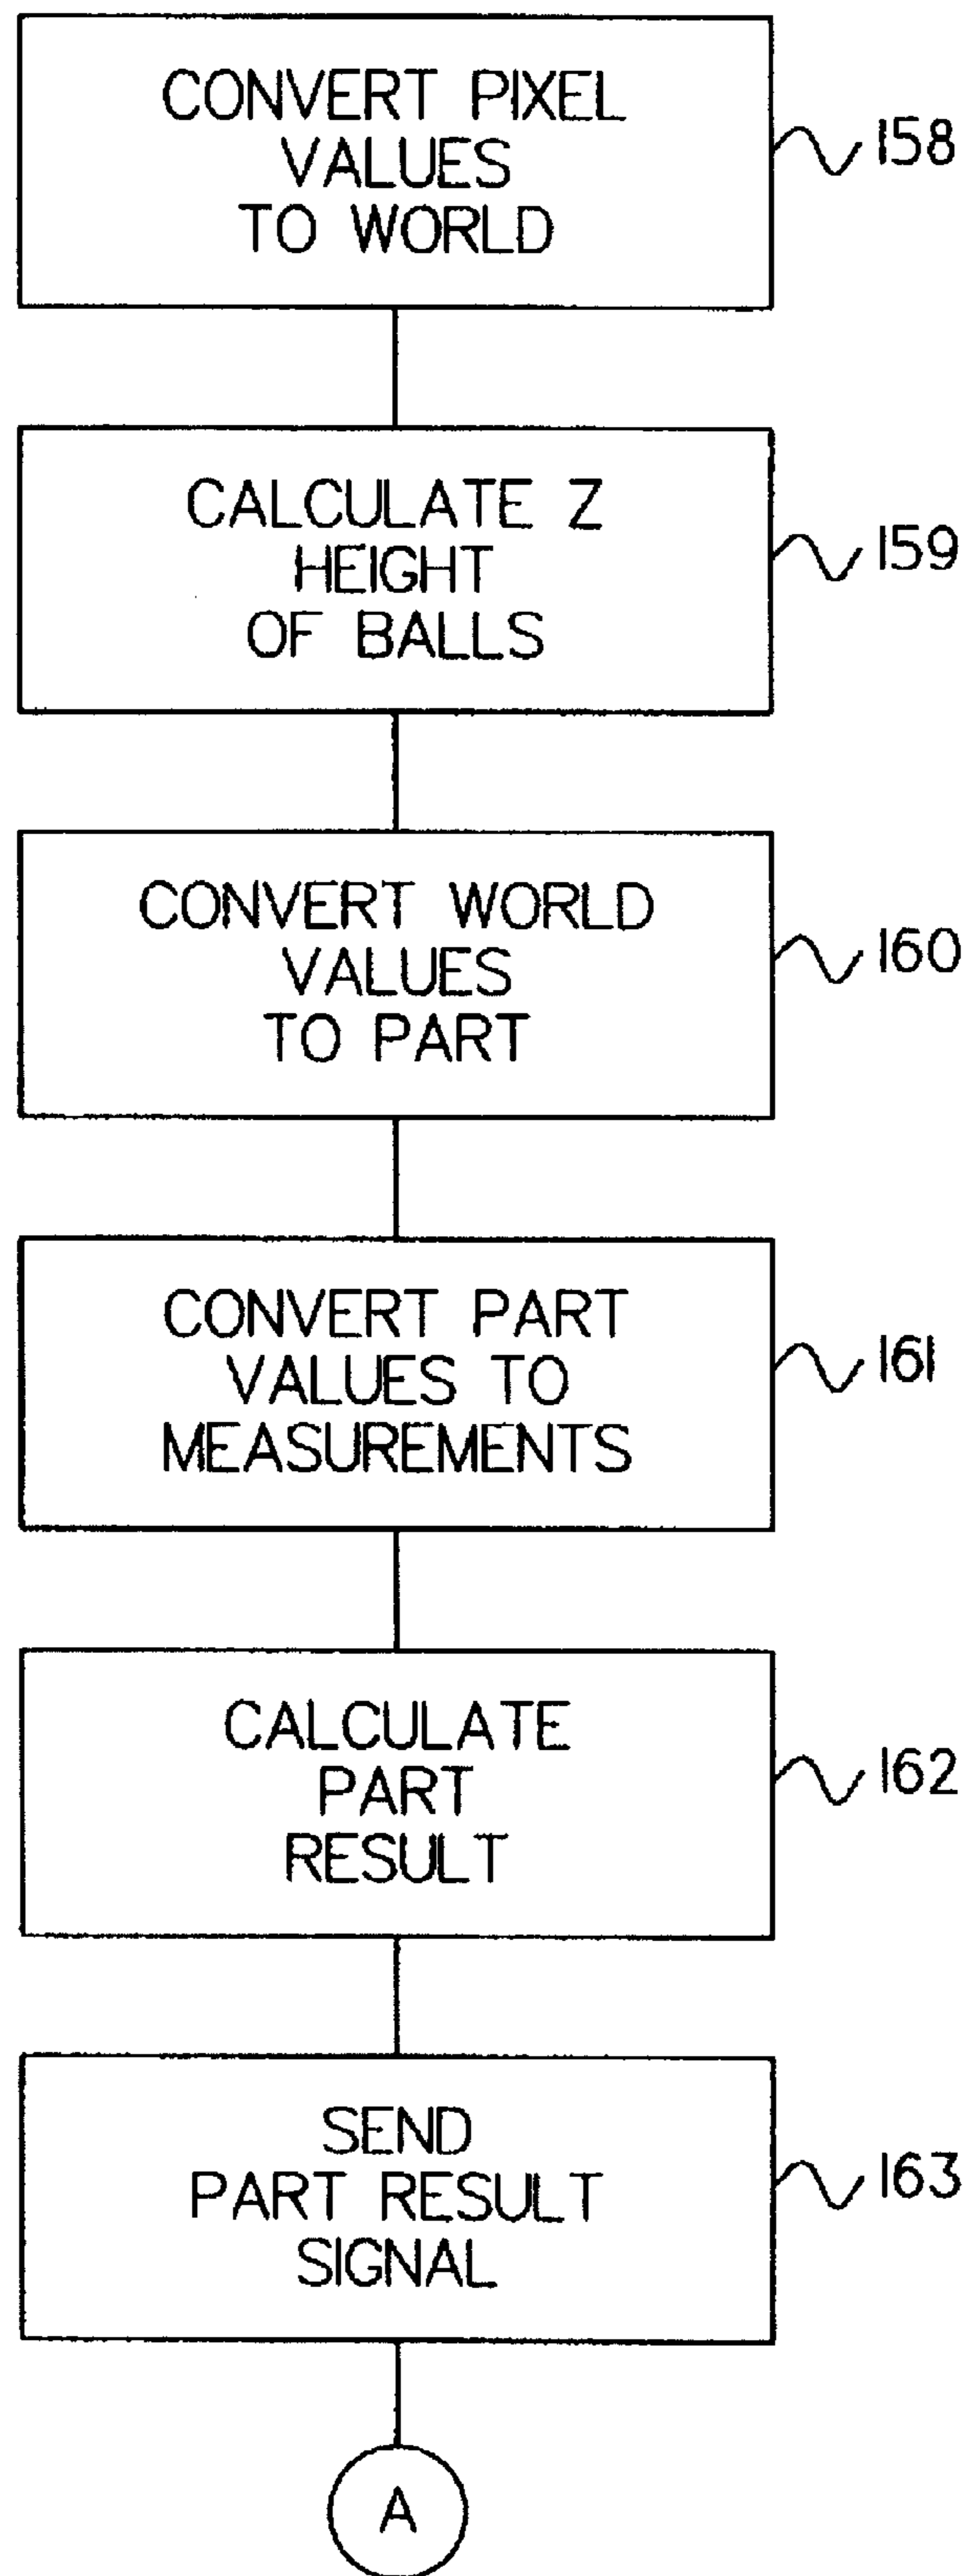 CONVERT PIXEL
VALUES
TO WORLD
158
CALCULATE Z
HEIGHT
OF BALLS
159
CONVERT WORLD
VALUES
TO PART
160
CONVERT PART
VALUES TO
MEASUREMENTS
161
CALCULATE
PART
RESULT
162
SEND
PART RESULT
SIGNAL
163
A